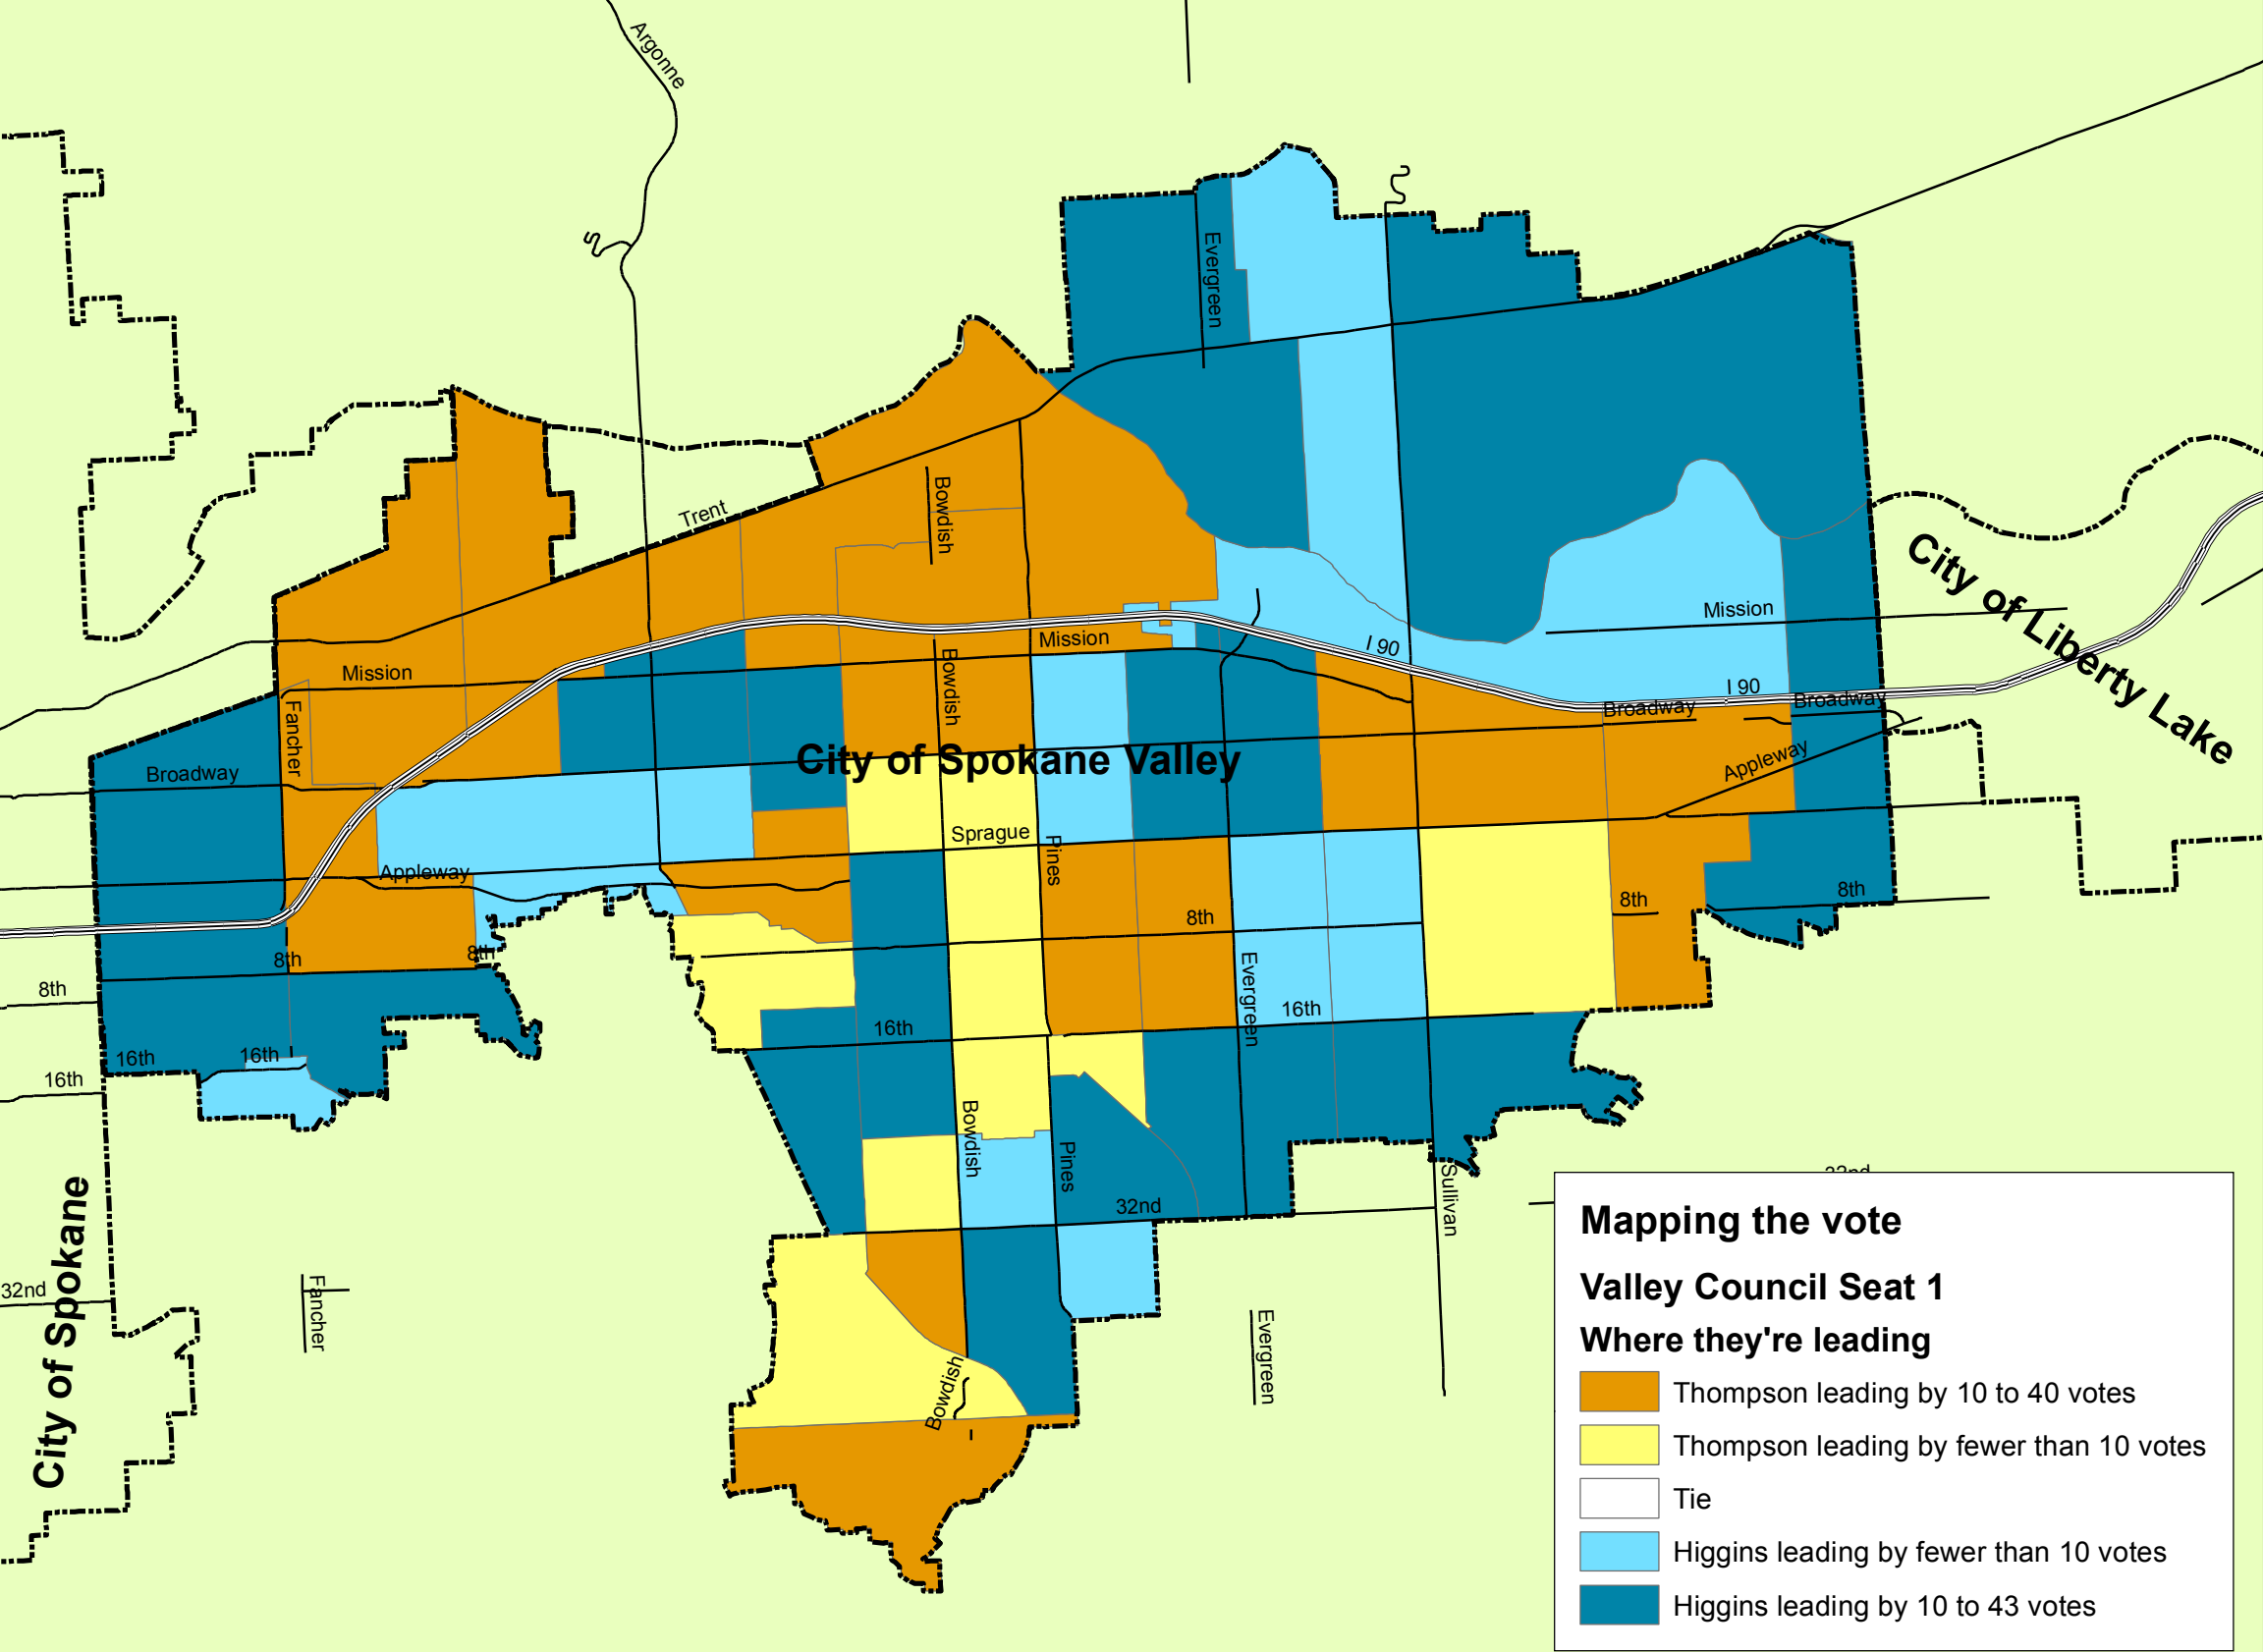 Argonne
Evergreen
Trent
Bowdish
City of Liberty Lake
Mission
Mission
Mission
I 90
I 90
Broadway
Broadway
Fancher
Bowdish
City of Spokane Valley
Broadway
Appleway
Sprague
Pines
Appleway
8th
8th
8th
8th
8th
8th
Evergreen
16th
16th
16th
16th
16th
Bowdish
Pines
Sullivan
32nd
32nd
32nd
City of Spokane
Fancher
Evergreen
Bowdish
Mapping the vote
Valley Council Seat 1
Where they're leading
Thompson leading by 10 to 40 votes
Thompson leading by fewer than 10 votes
Tie
Higgins leading by fewer than 10 votes
Higgins leading by 10 to 43 votes